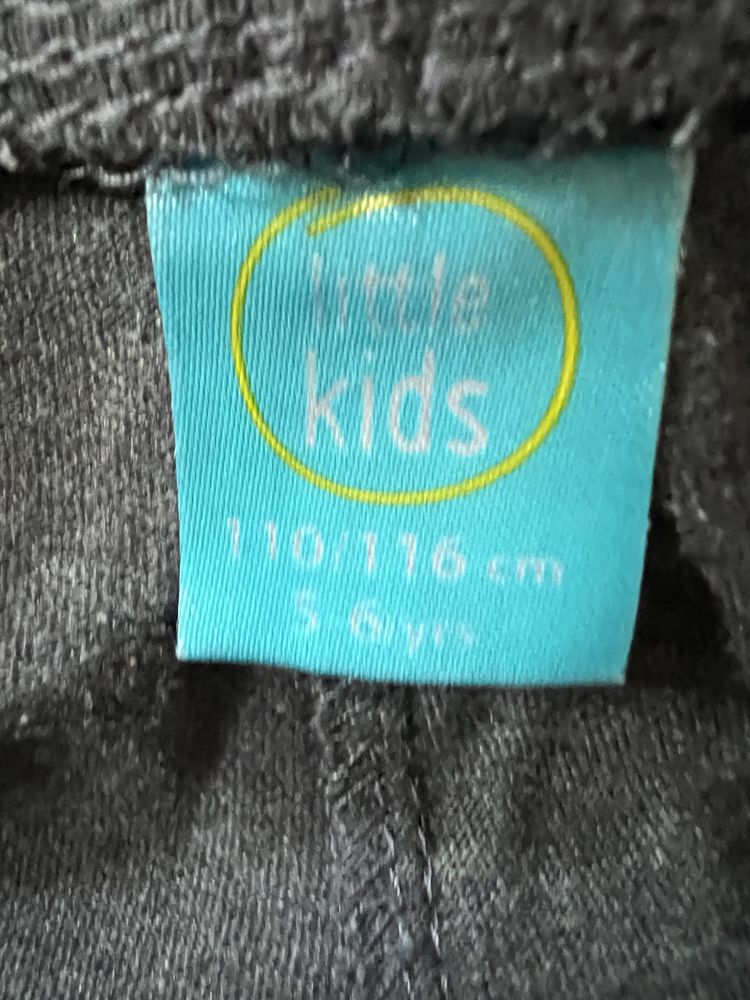 little
kids
110/116 cm
5-6/yrs